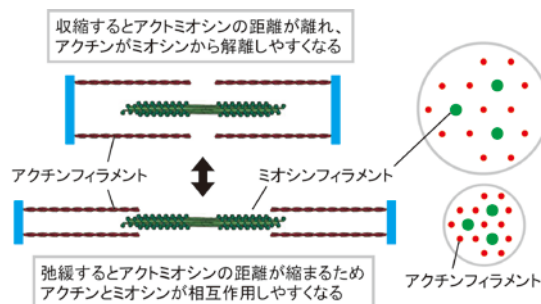 収縮するとアクトミオシンの距離が離れ、
アクチンがミオシンから解離しやすくなる
アクチンフィラメント
ミオシンフィラメント
弛緩するとアクトミオシンの距離が縮まるため
アクチンとミオシンが相互作用しやすくなる
アクチンフィラメント